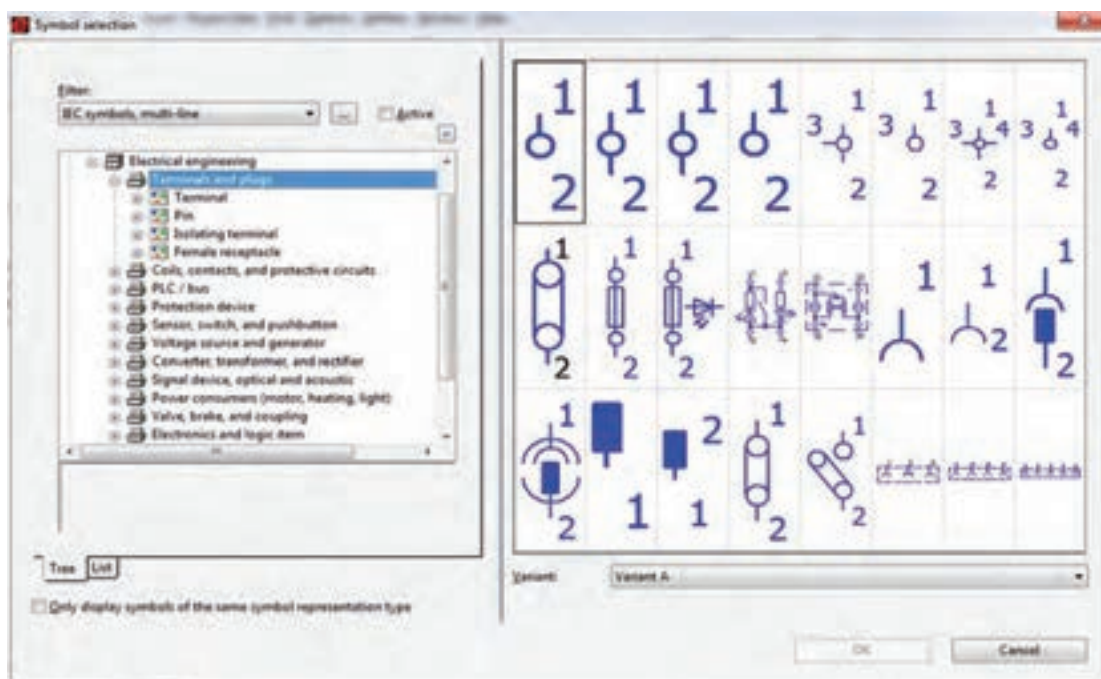 Symbol selection
Filter:
IEC symbols, multi-line
...
Active
Electrical engineering
Terminals and plugs
Terminal
Pin
Isolating terminal
Female receptacle
Coils, contacts, and protective circuits
PLC / bus
Protection device
Sensor, switch, and pushbutton
Voltage source and generator
Converter, transformer, and rectifier
Signal device, optical and acoustic
Power consumers (motor, heating, light)
Valve, brake, and coupling
Electronics and logic item
Tree
List
Only display symbols of the same symbol representation type
1 1 1 1 1 1 1 1
3 3 3 4 3 4
2 2 2 2 2 2 2 2
1 1 1 1
2 2 2 2 2
1 2 1 1
2 1 1 2 2
Variant:
Variant A
OK
Cancel